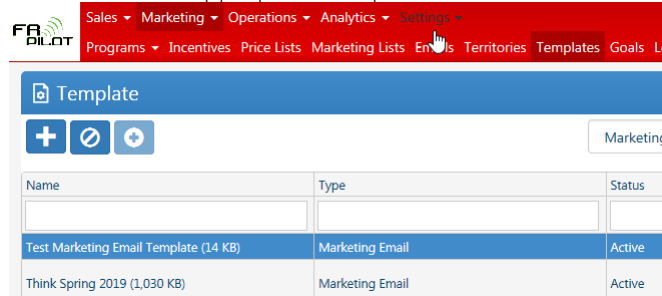 Sales Marketing Operations Analytics Settings
FA PILOT
Programs Incentives Price Lists Marketing Lists Territories Templates Goals
Template
Marketing
Name Type Status
Test Marketing Email Template (14 KB) Marketing Email Active
Think Spring 2019 (1,030 KB) Marketing Email Active